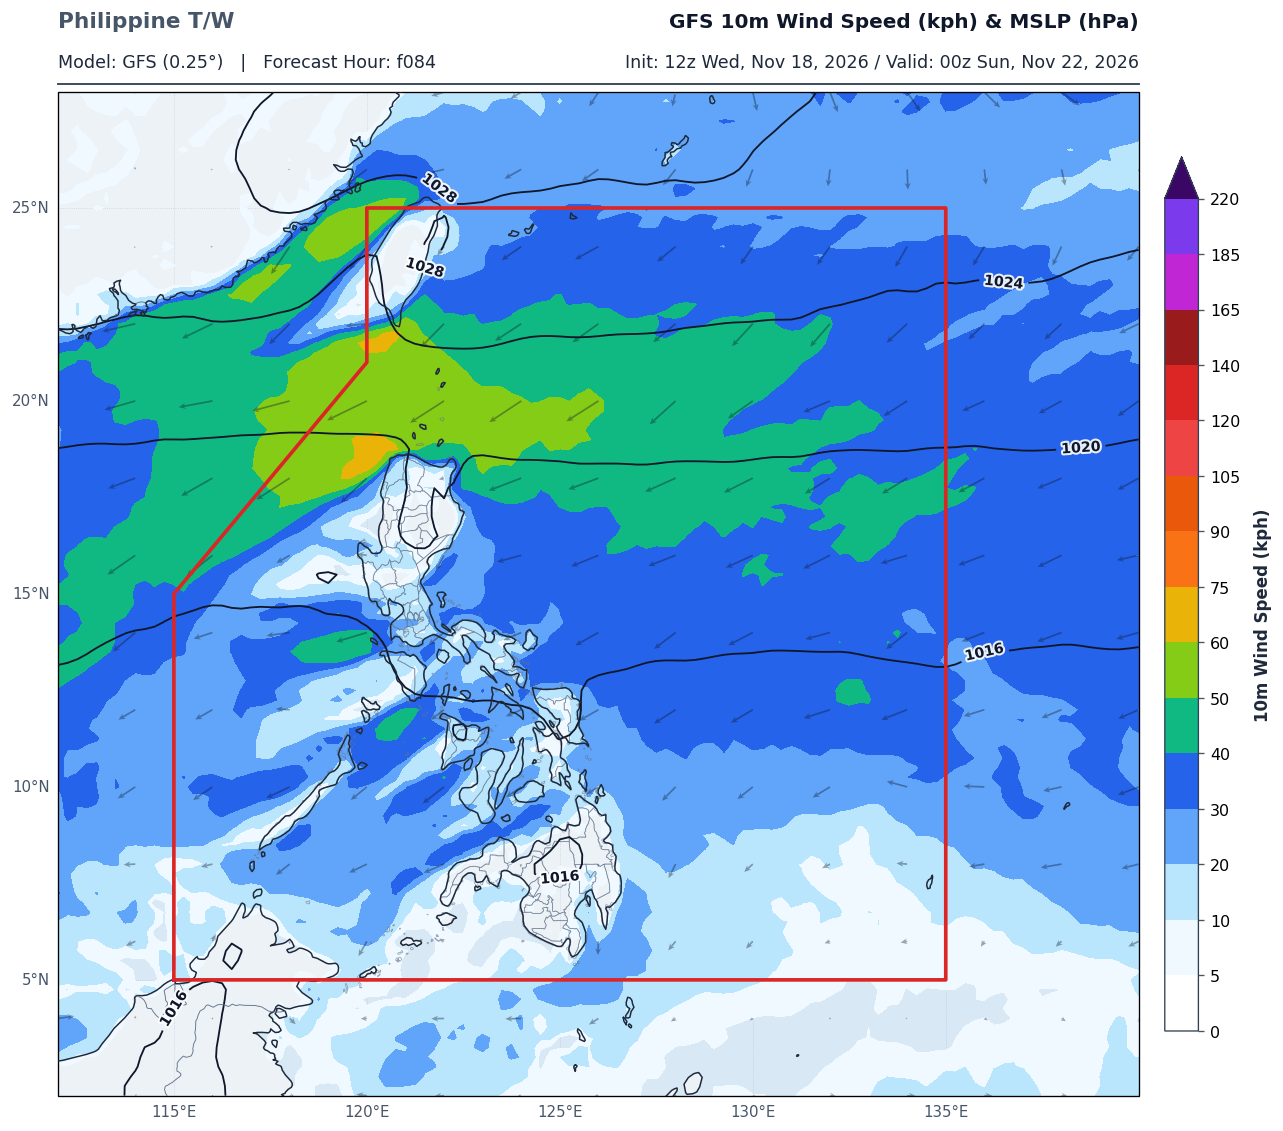 Philippine T/W
GFS 10m Wind Speed (kph) & MSLP (hPa)
Model: GFS (0.25°) | Forecast Hour: f084
Init: 12z Wed, Nov 18, 2026 / Valid: 00z Sun, Nov 22, 2026
1028
1028
1024
1020
1016
1016
1016
25°N
20°N
15°N
10°N
5°N
115°E
120°E
125°E
130°E
135°E
220
185
165
140
120
105
90
75
60
50
40
30
20
10
5
0
10m Wind Speed (kph)